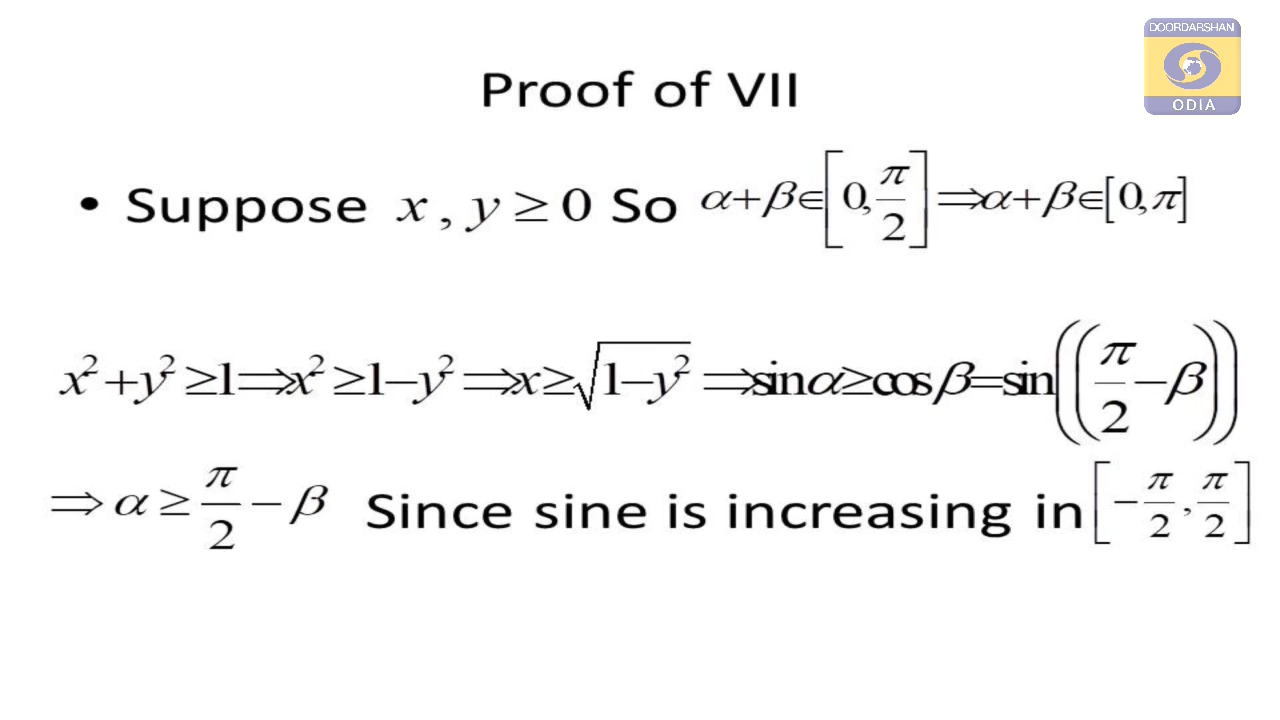 DOORDARSHAN
ODIA
Proof of VII
• Suppose x , y ≥ 0 So α+β∈[0, π/2] ⇒ α+β∈[0,π]
x²+y² ≥1⇒x² ≥1−y² ⇒x≥√(1−y²) ⇒sinα≥cosβ=sin((π/2−β))
⇒ α ≥ π/2 − β Since sine is increasing in [−π/2, π/2]